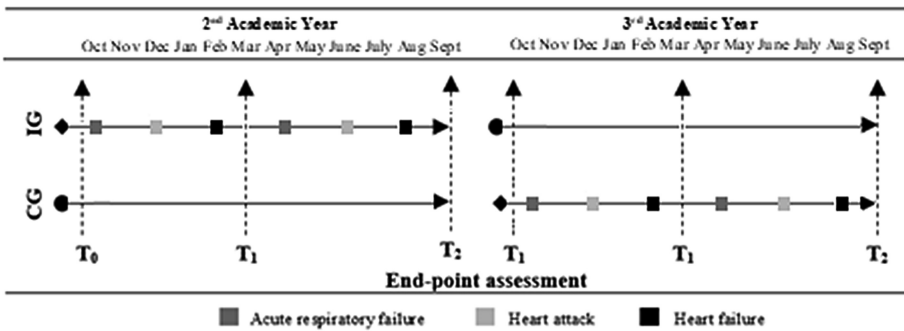 2nd Academic Year 3rd Academic Year
Oct Nov Dec Jan Feb Mar Apr May June July Aug Sept Oct Nov Dec Jan Feb Mar Apr May June July Aug Sept
IG
CG
T0 T1 T2 T1 T1 T2
End-point assessment
Acute respiratory failure Heart attack Heart failure